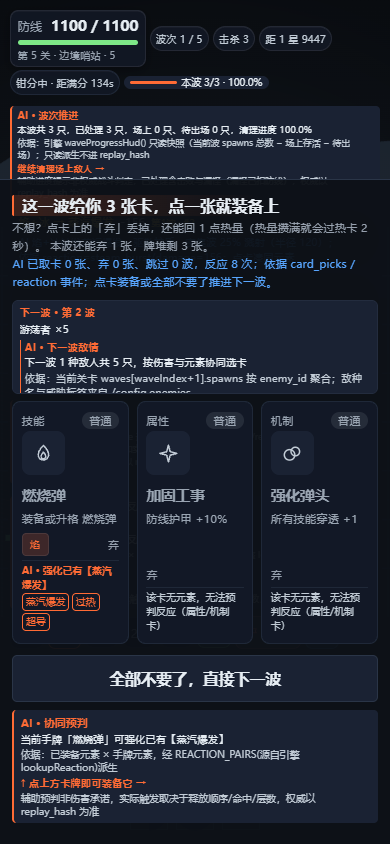 防线 1100 / 1100
第 5 关 · 边境哨站 · 5
波次 1 / 5
击杀 3
距 1 星 9447
钳分中 · 距满分 134s
本波 3/3 · 100.0%
AI • 波次推进
本波共 3 只，已处理 3 只，场上 0 只、待出场 0 只，清理进度 100.0%
依据：引擎 waveProgressHud() 只读快照（当前波 spawns 总数 − 场上存活 − 待出
场）；只读派生不进 replay_hash
继续清理场上敌人 →
这一波给你 3 张卡，点一张就装备上
不想？点卡上的「弃」丢掉，还能回 1 点热量（热量攒满就会过热卡 2
秒）。本波还能弃 1 张，牌堆剩 3 张。
AI 已取卡 0 张、弃 0 张、跳过 0 波，反应 8 次；依据 card_picks /
reaction 事件；点卡装备或全部不要了推进下一波。
下一波 · 第 2 波
游荡者 ×5
AI • 下一波敌情
下一波 1 种敌人共 5 只，按伤害与元素协同选卡
依据：当前关卡 waves[waveIndex+1].spawns 按 enemy_id 聚合；敌种
技能 普通
燃烧弹
装备或升格 燃烧弹
焰 弃
AI • 强化已有【蒸汽
爆发】
蒸汽爆发 过热
超导
属性 普通
加固工事
防线护甲 +10%
弃
该卡无元素，无法预
判反应（属性/机制
卡）
机制 普通
强化弹头
所有技能穿透 +1
弃
该卡无元素，无法预
判反应（属性/机制
卡）
全部不要了，直接下一波
AI • 协同预判
当前手牌「燃烧弹」可强化已有【蒸汽爆发】
依据：已装备元素 × 手牌元素，经 REACTION_PAIRS(源自引擎
lookupReaction)派生
↑ 点上方卡牌即可装备它 →
辅助预判非伤害承诺，实际触发取决于释放顺序/命中/层数，权威以
replay_hash 为准